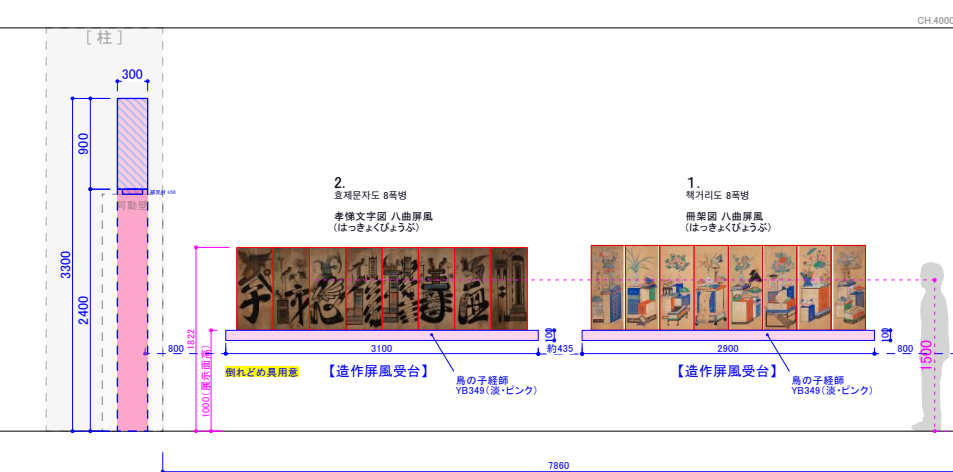 CH.4000
[ 柱 ]
300
900
可動壁
3300
2400
2.
효제문자도 8폭병
孝悌文字図 八曲屏風
(はっきょくびょうぶ)
1.
책거리도 8폭병
冊架図 八曲屏風
(はっきょくびょうぶ)
1822
1000(展示面高)
800
3100
100
約435
2900
100
800
1500
倒れどめ具用意
【造作屏風受台】
鳥の子経師
YB349(淡・ピンク)
【造作屏風受台】
鳥の子経師
YB349(淡・ピンク)
7860